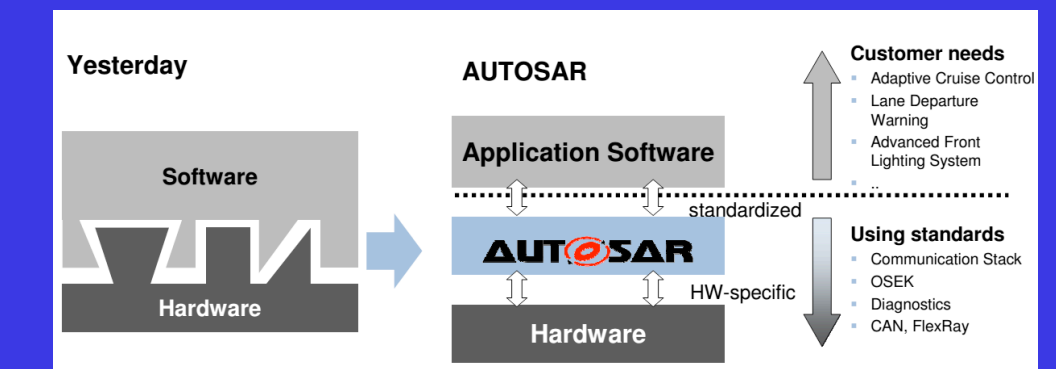 Yesterday
Software
Hardware
AUTOSAR
Application Software
standardized
AUTOSAR
HW-specific
Hardware
Customer needs
Adaptive Cruise Control
Lane Departure
Warning
Advanced Front
Lighting System
..
Using standards
Communication Stack
OSEK
Diagnostics
CAN, FlexRay